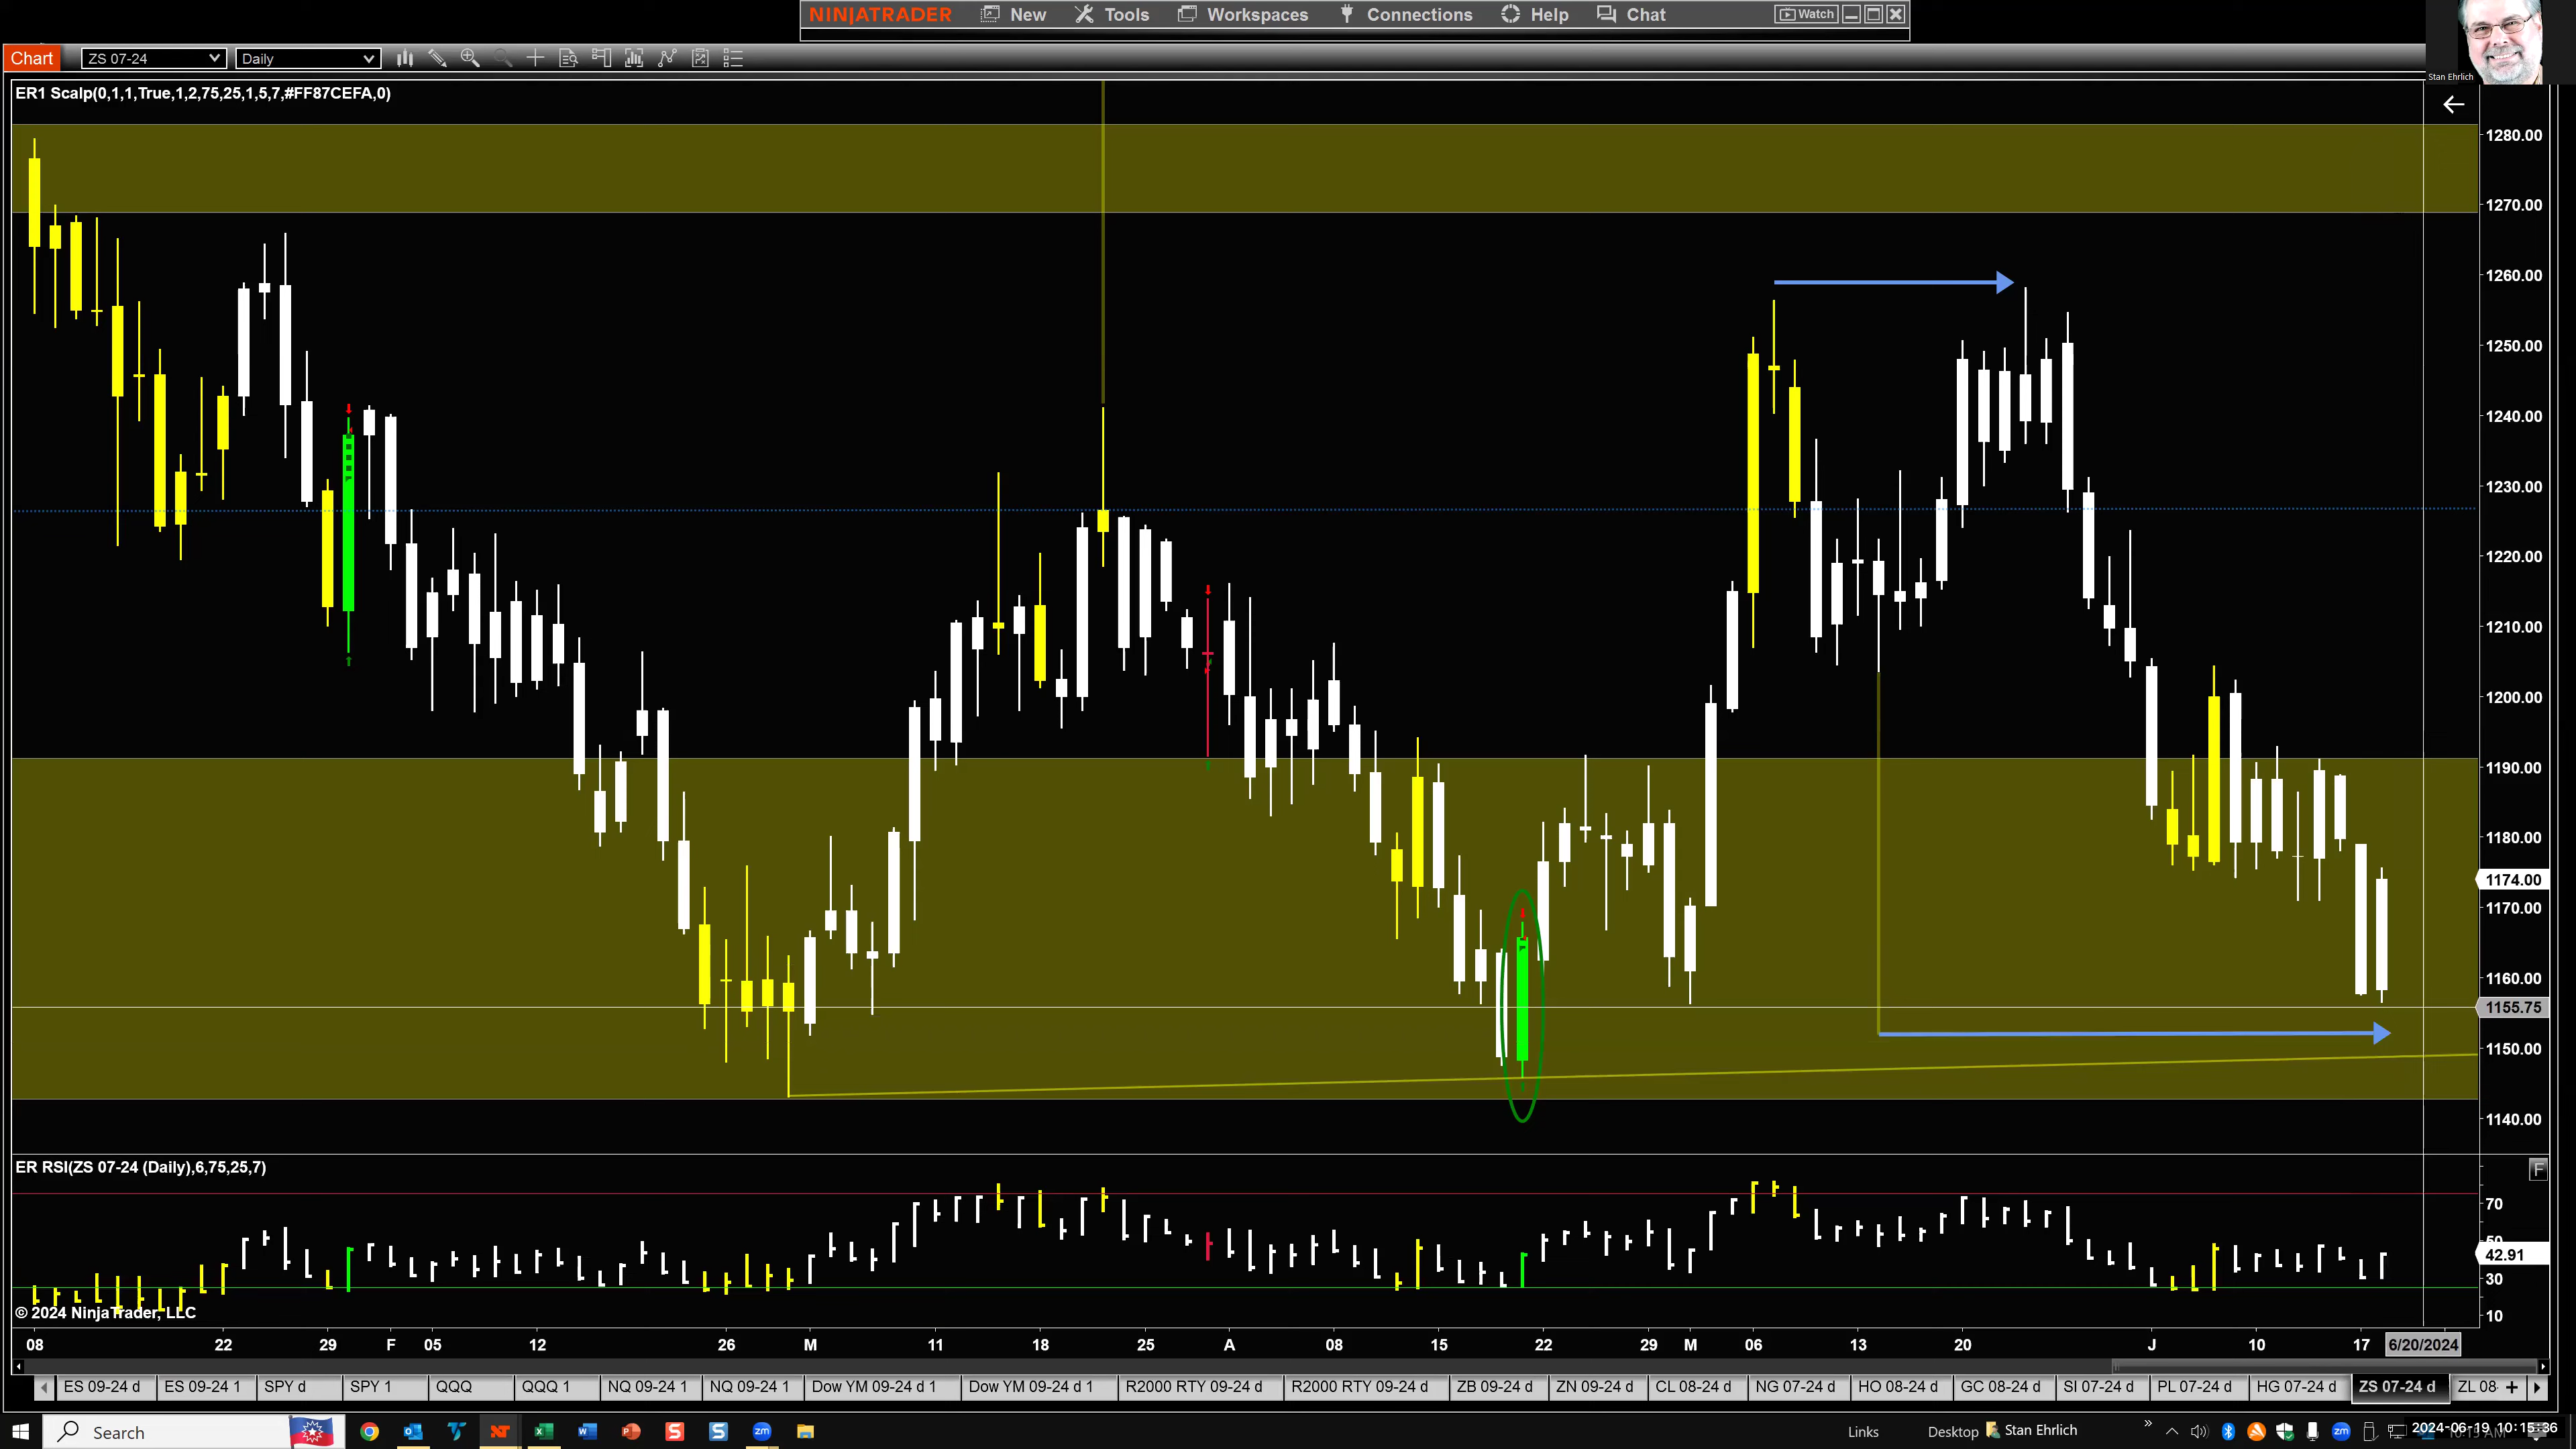 NINJATRADER New Tools Workspaces Connections Help Chat Watch
Stan Ehrlich
Chart ZS 07-24 Daily
ER1 Scalp(0,1,1,True,1,2,75,25,1,5,7,#FF87CEFA,0)
1280.00
1270.00
1260.00
1250.00
1240.00
1230.00
1220.00
1210.00
1200.00
1190.00
1180.00
1174.00
1170.00
1160.00
1155.75
1150.00
1140.00
ER RSI(ZS 07-24 (Daily),6,75,25,7)
F
70
42.91
30
10
© 2024 NinjaTrader, LLC
08 22 29 F 05 12 26 M 11 18 25 A 08 15 22 29 M 06 13 20 J 10 17 6/20/2024
ES 09-24 d ES 09-24 1 SPY d SPY 1 QQQ QQQ 1 NQ 09-24 1 NQ 09-24 1 Dow YM 09-24 d 1 Dow YM 09-24 d 1 R2000 RTY 09-24 d R2000 RTY 09-24 d ZB 09-24 d ZN 09-24 d CL 08-24 d NG 07-24 d HO 08-24 d GC 08-24 d SI 07-24 d PL 07-24 d HG 07-24 d ZS 07-24 d ZL 08- +
Search Links Desktop Stan Ehrlich » 2024-06-19 10:15:36